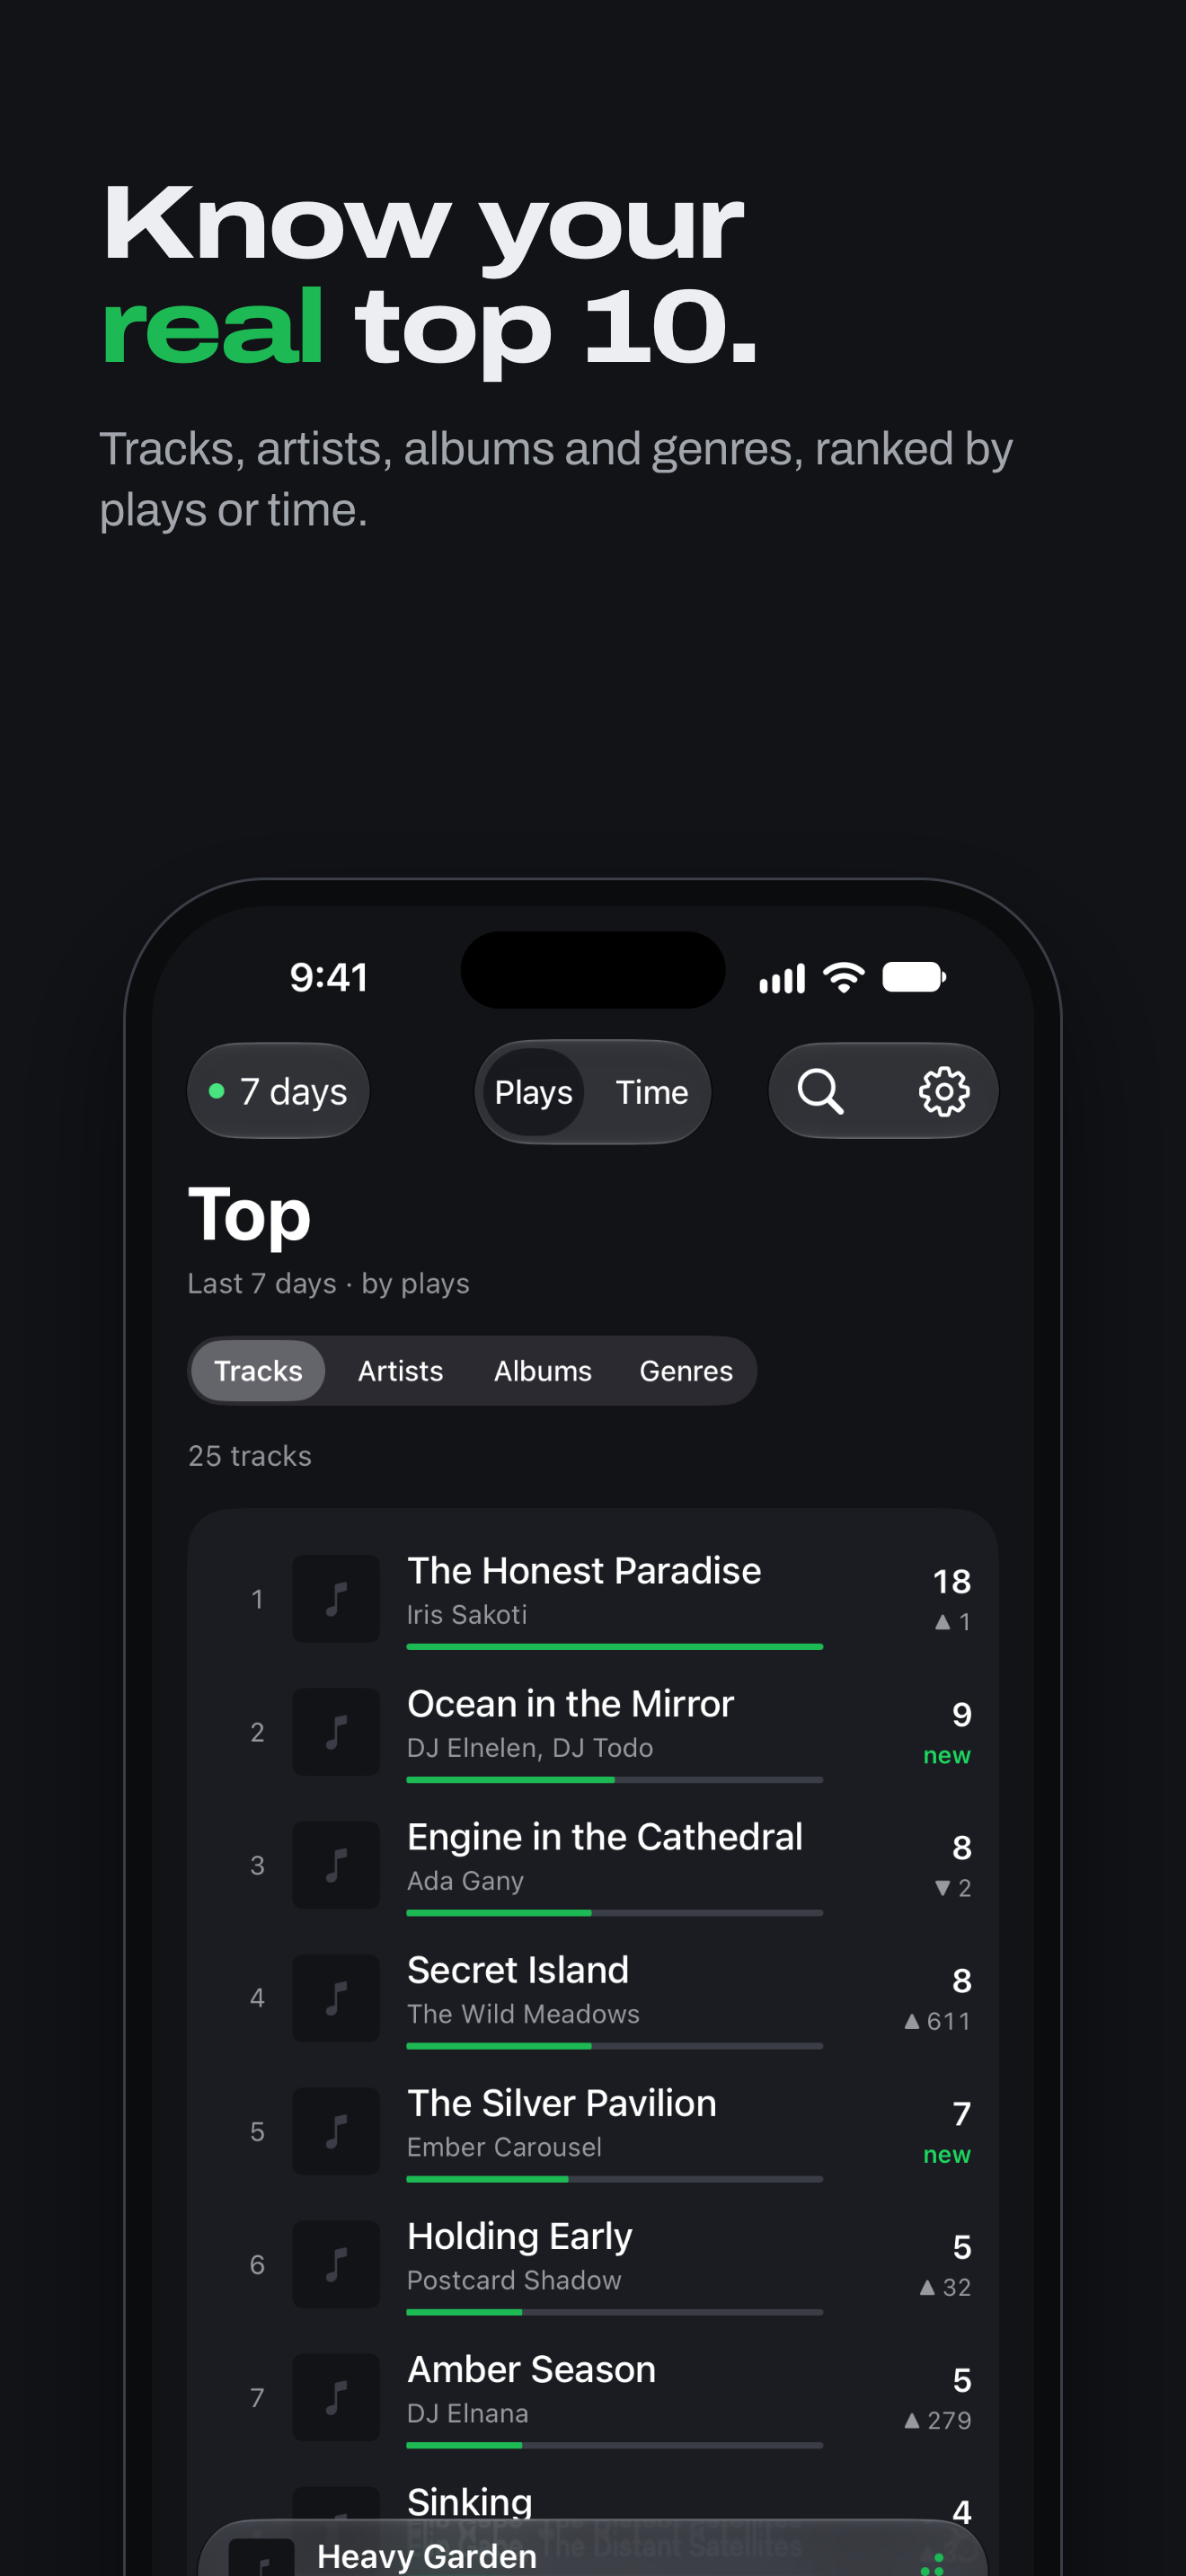 Know your
real top 10.
Tracks, artists, albums and genres, ranked by
plays or time.
9:41
7 days
Plays Time
Top
Last 7 days · by plays
Tracks Artists Albums Genres
25 tracks
1 The Honest Paradise 18
Iris Sakoti ▲ 1
2 Ocean in the Mirror 9
DJ Elnelen, DJ Todo new
3 Engine in the Cathedral 8
Ada Gany ▼ 2
4 Secret Island 8
The Wild Meadows ▲ 611
5 The Silver Pavilion 7
Ember Carousel new
6 Holding Early 5
Postcard Shadow ▲ 32
7 Amber Season 5
DJ Elnana ▲ 279
Sinking 4
The Distant Satellites
Heavy Garden